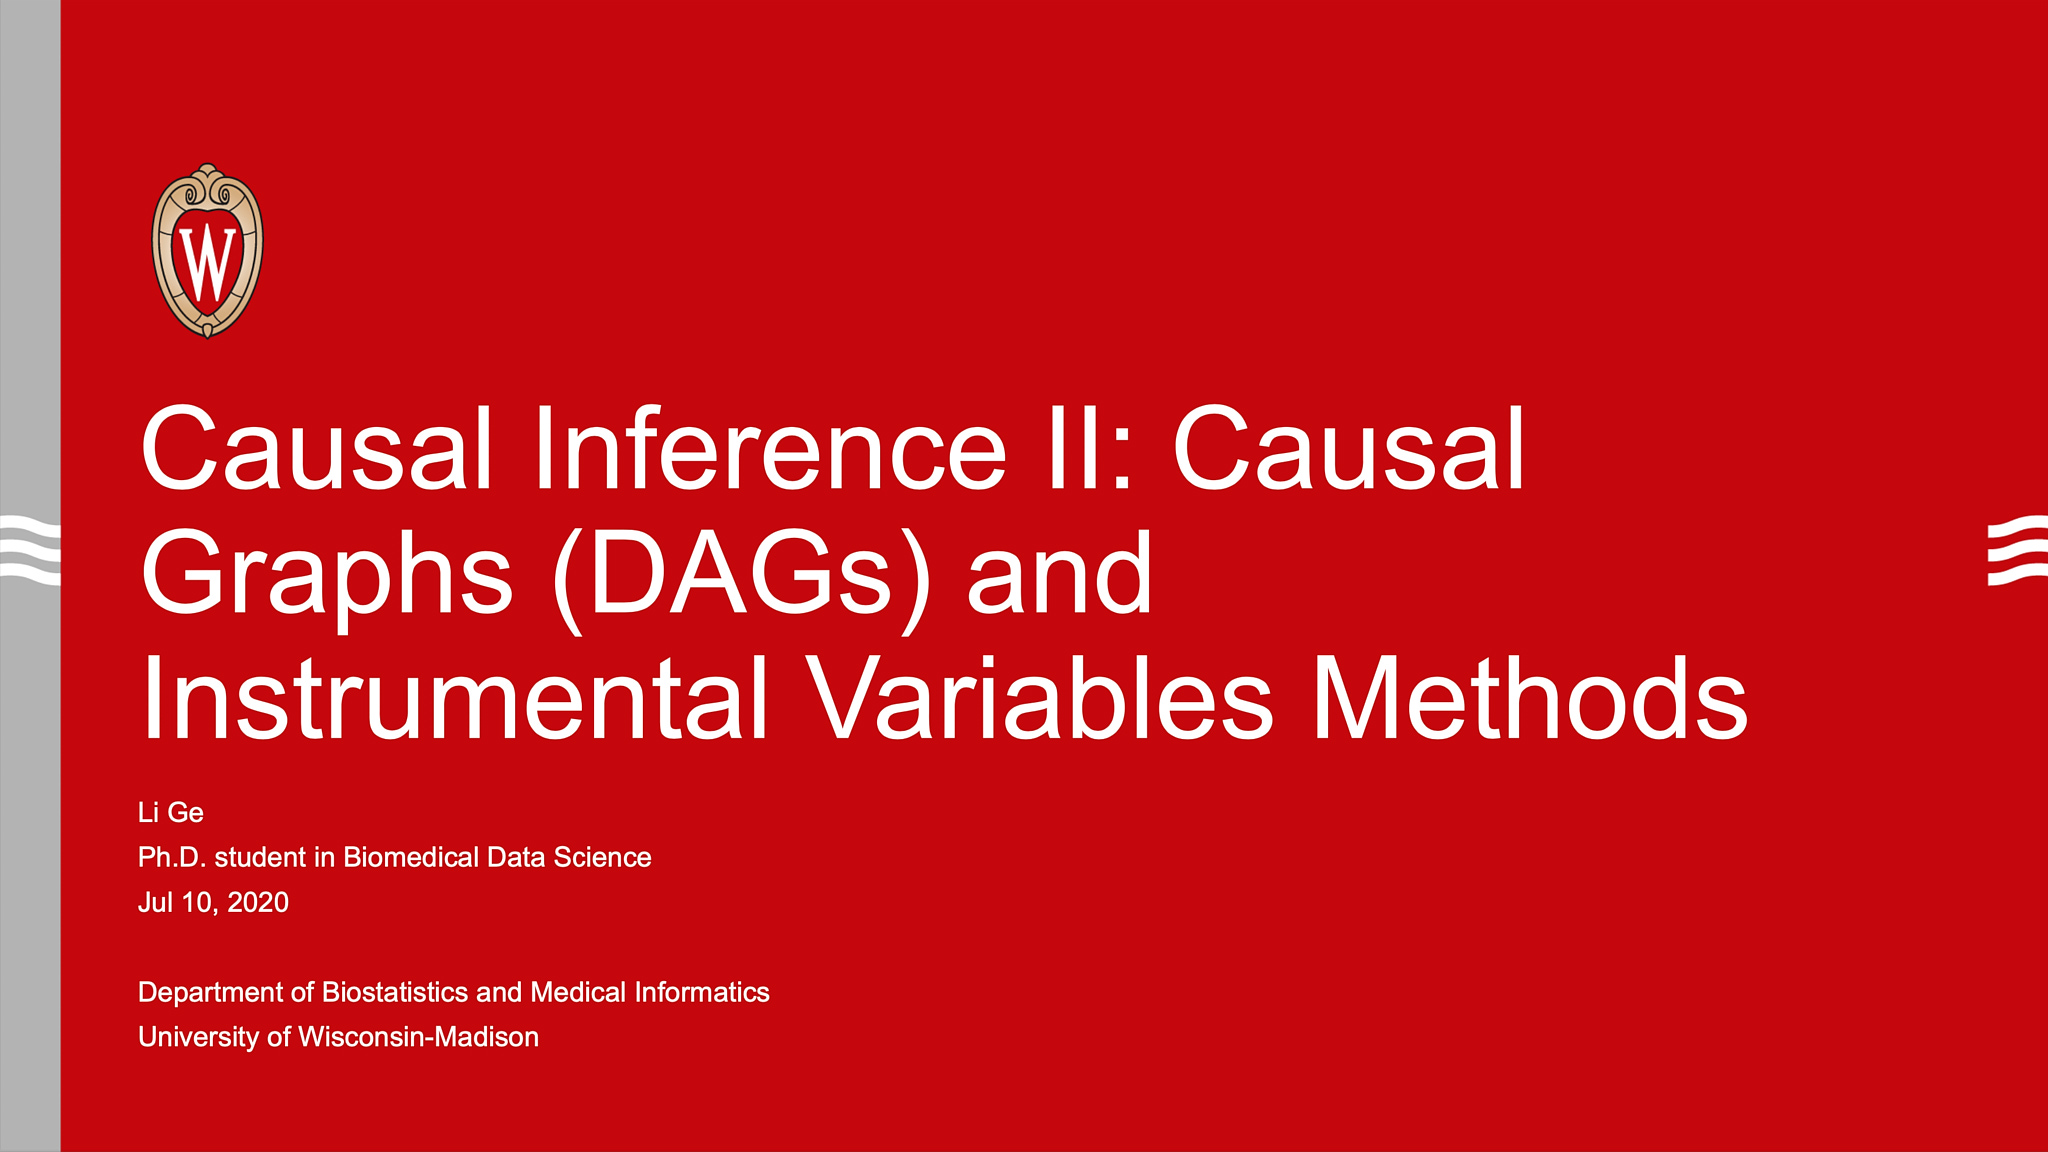 W
Causal Inference II: Causal
Graphs (DAGs) and
Instrumental Variables Methods
Li Ge
Ph.D. student in Biomedical Data Science
Jul 10, 2020
Department of Biostatistics and Medical Informatics
University of Wisconsin-Madison